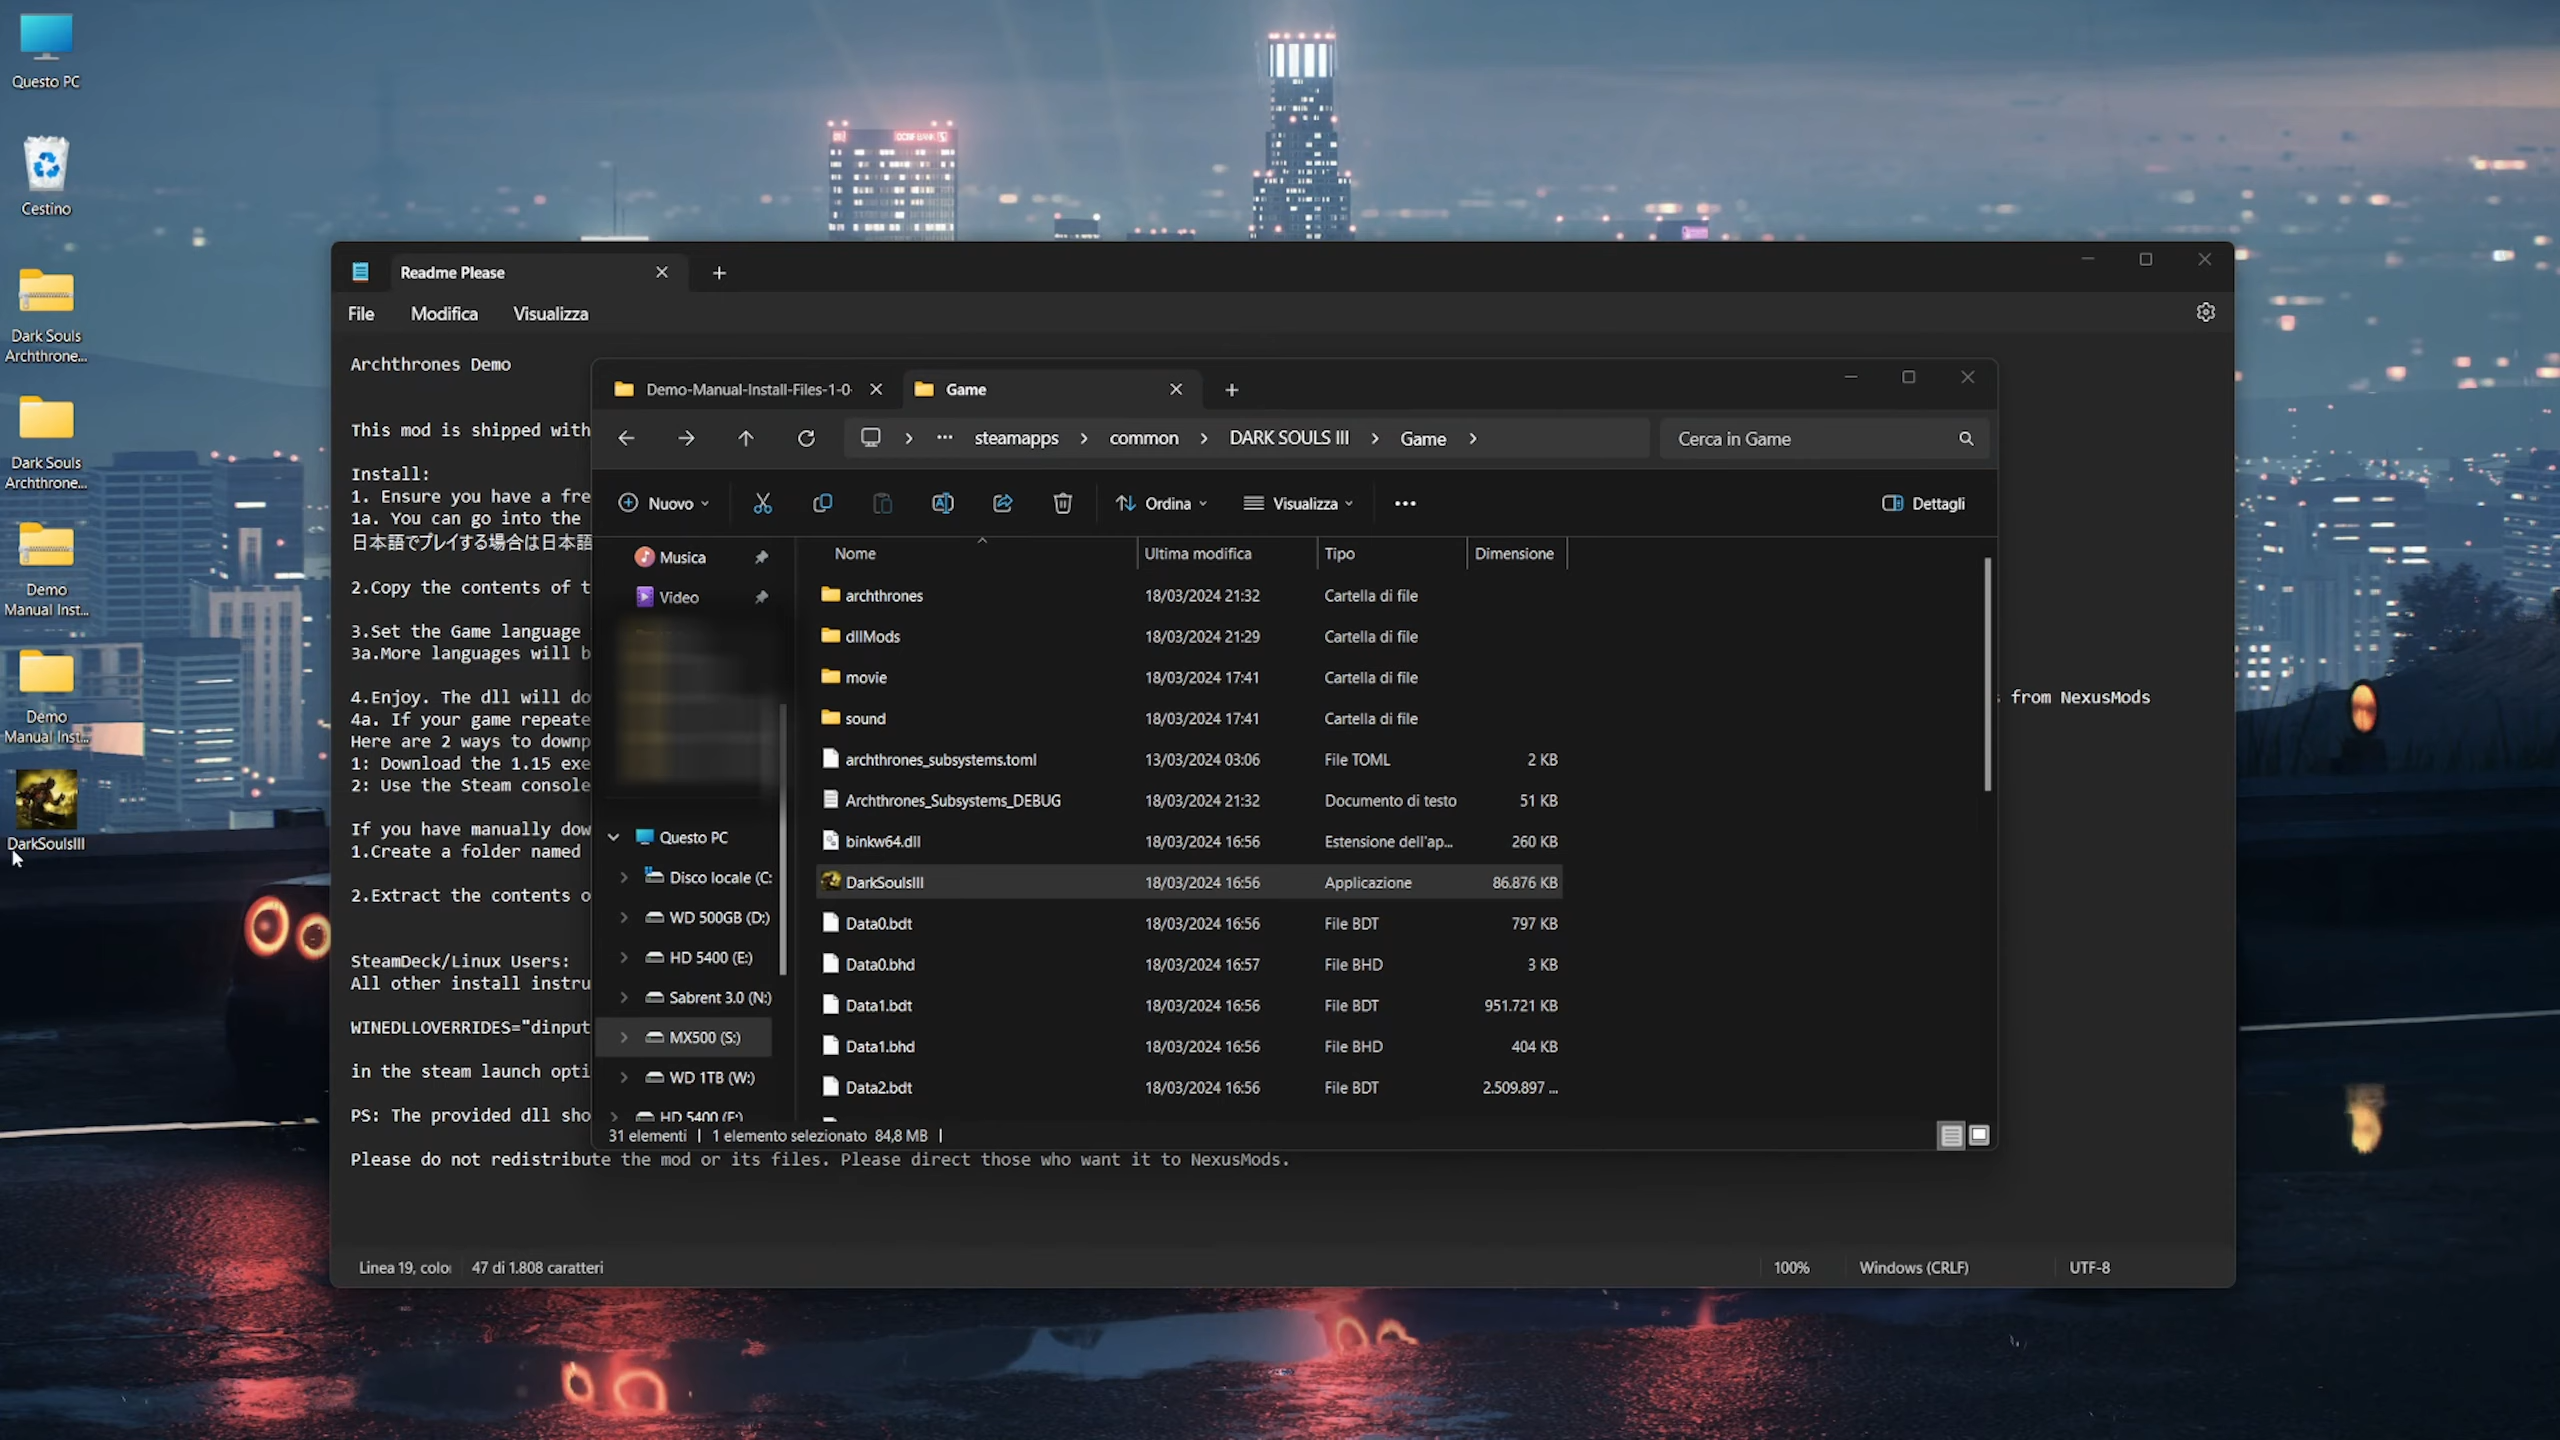 Questo PC
Cestino
Dark Souls
Archthrone...
Dark Souls
Archthrone...
Demo
Manual Inst...
Demo
Manual Inst...
DarkSoulsIII
Readme Please
File Modifica Visualizza
Archthrones Demo
This mod is shipped with
Install:
1. Ensure you have a fre
1a. You can go into the
日本語でプレイする場合は日本語
2.Copy the contents of t
3.Set the Game language
3a.More languages will b
4.Enjoy. The dll will do
from NexusMods
4a. If your game repeate
Here are 2 ways to downp
1: Download the 1.15 exe
2: Use the Steam console
If you have manually dow
1.Create a folder named
2.Extract the contents o
SteamDeck/Linux Users:
All other install instru
WINEDLLOVERRIDES="dinput
in the steam launch opti
PS: The provided dll sho
Please do not redistribute the mod or its files. Please direct those who want it to NexusMods.
Linea 19, colo 47 di 1.808 caratteri 100% Windows (CRLF) UTF-8
Demo-Manual-Install-Files-1-0- Game
... steamapps > common > DARK SOULS III > Game >
Cerca in Game
Nuovo Ordina Visualizza ... Dettagli
Musica
Video
Questo PC
Disco locale (C:
WD 500GB (D:)
HD 5400 (E:)
Sabrent 3.0 (N:)
MX500 (S:)
WD 1TB (W:)
HD 5400 (E:)
Nome Ultima modifica Tipo Dimensione
archthrones 18/03/2024 21:32 Cartella di file
dllMods 18/03/2024 21:29 Cartella di file
movie 18/03/2024 17:41 Cartella di file
sound 18/03/2024 17:41 Cartella di file
archthrones_subsystems.toml 13/03/2024 03:06 File TOML 2 KB
Archthrones_Subsystems_DEBUG 18/03/2024 21:32 Documento di testo 51 KB
binkw64.dll 18/03/2024 16:56 Estensione dell'ap... 260 KB
DarkSoulsIII 18/03/2024 16:56 Applicazione 86.876 KB
Data0.bdt 18/03/2024 16:56 File BDT 797 KB
Data0.bhd 18/03/2024 16:57 File BHD 3 KB
Data1.bdt 18/03/2024 16:56 File BDT 951.721 KB
Data1.bhd 18/03/2024 16:56 File BHD 404 KB
Data2.bdt 18/03/2024 16:56 File BDT 2.509.897 ...
31 elementi | 1 elemento selezionato 84,8 MB |